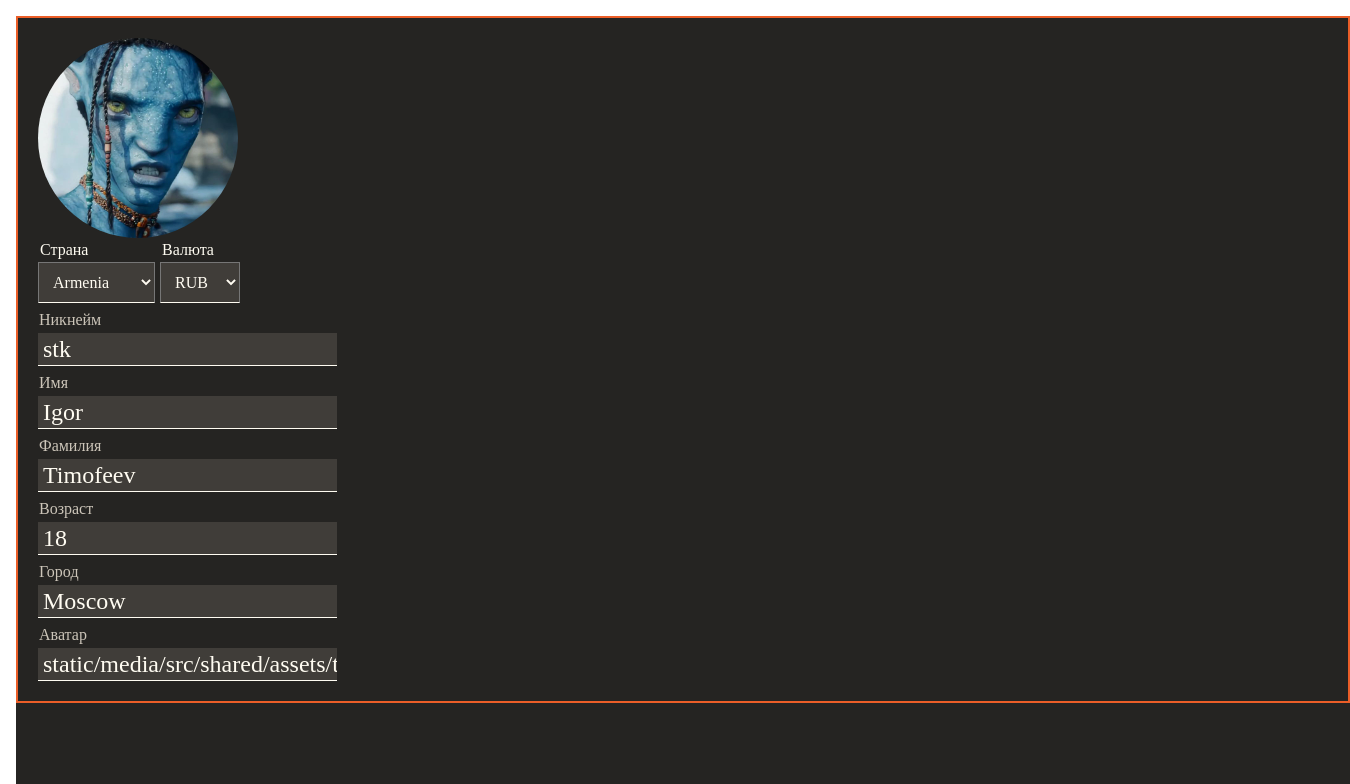 Страна Валюта
Armenia RUB
Никнейм
stk
Имя
Igor
Фамилия
Timofeev
Возраст
18
Город
Moscow
Аватар
static/media/src/shared/assets/t